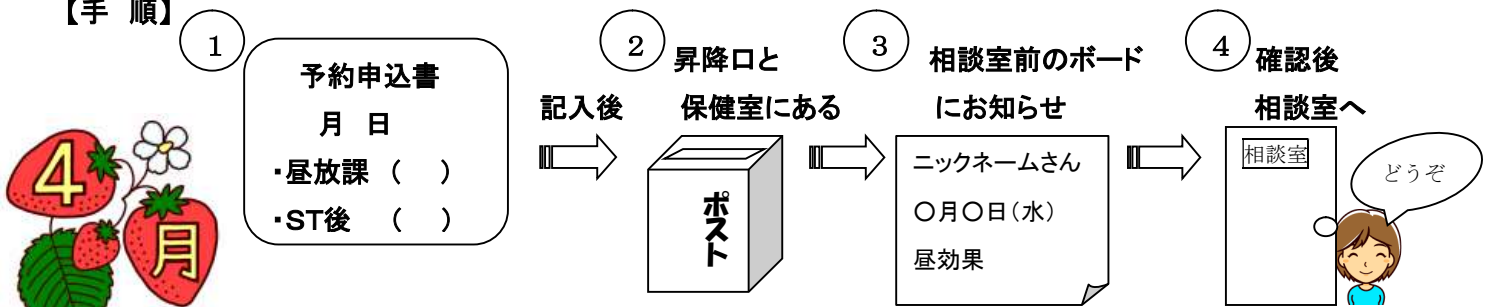 【手 順】
4月
1
予約申込書
月 日
・昼放課 ( )
・ST後 ( )
記入後
2
昇降口と
保健室にある
ポスト
3
相談室前のボード
にお知らせ
ニックネームさん
〇月〇日(水)
昼効果
4
確認後
相談室へ
相談室
どうぞ